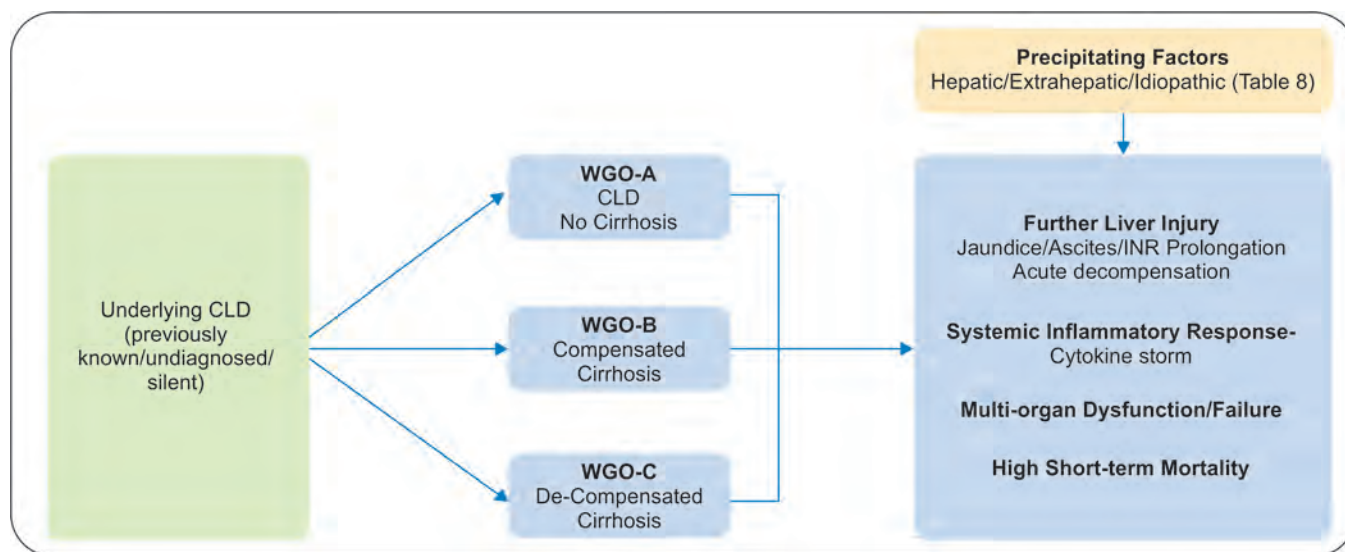 Precipitating Factors
Hepatic/Extrahepatic/Idiopathic (Table 8)
Underlying CLD
(previously
known/undiagnosed/
silent)
WGO-A
CLD
No Cirrhosis
WGO-B
Compensated
Cirrhosis
WGO-C
De-Compensated
Cirrhosis
Further Liver Injury
Jaundice/Ascites/INR Prolongation
Acute decompensation
Systemic Inflammatory Response-
Cytokine storm
Multi-organ Dysfunction/Failure
High Short-term Mortality